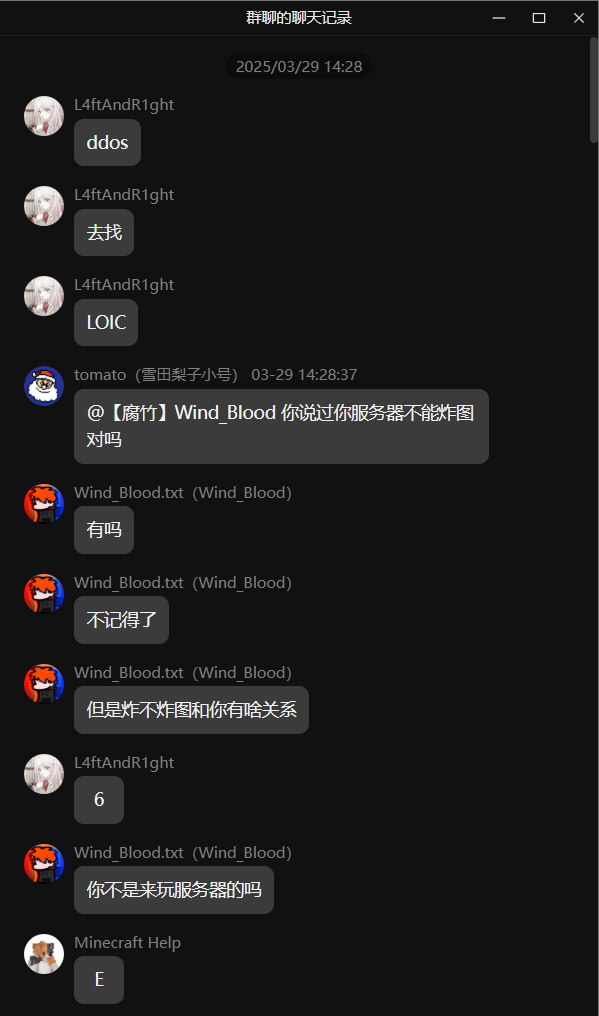 群聊的聊天记录
2025/03/29 14:28
L4ftAndR1ght
ddos
L4ftAndR1ght
去找
L4ftAndR1ght
LOIC
tomato（雪田梨子小号） 03-29 14:28:37
@【腐竹】Wind_Blood 你说过你服务器不能炸图
对吗
Wind_Blood.txt（Wind_Blood）
有吗
Wind_Blood.txt（Wind_Blood）
不记得了
Wind_Blood.txt（Wind_Blood）
但是炸不炸图和你有啥关系
L4ftAndR1ght
6
Wind_Blood.txt（Wind_Blood）
你不是来玩服务器的吗
Minecraft Help
E